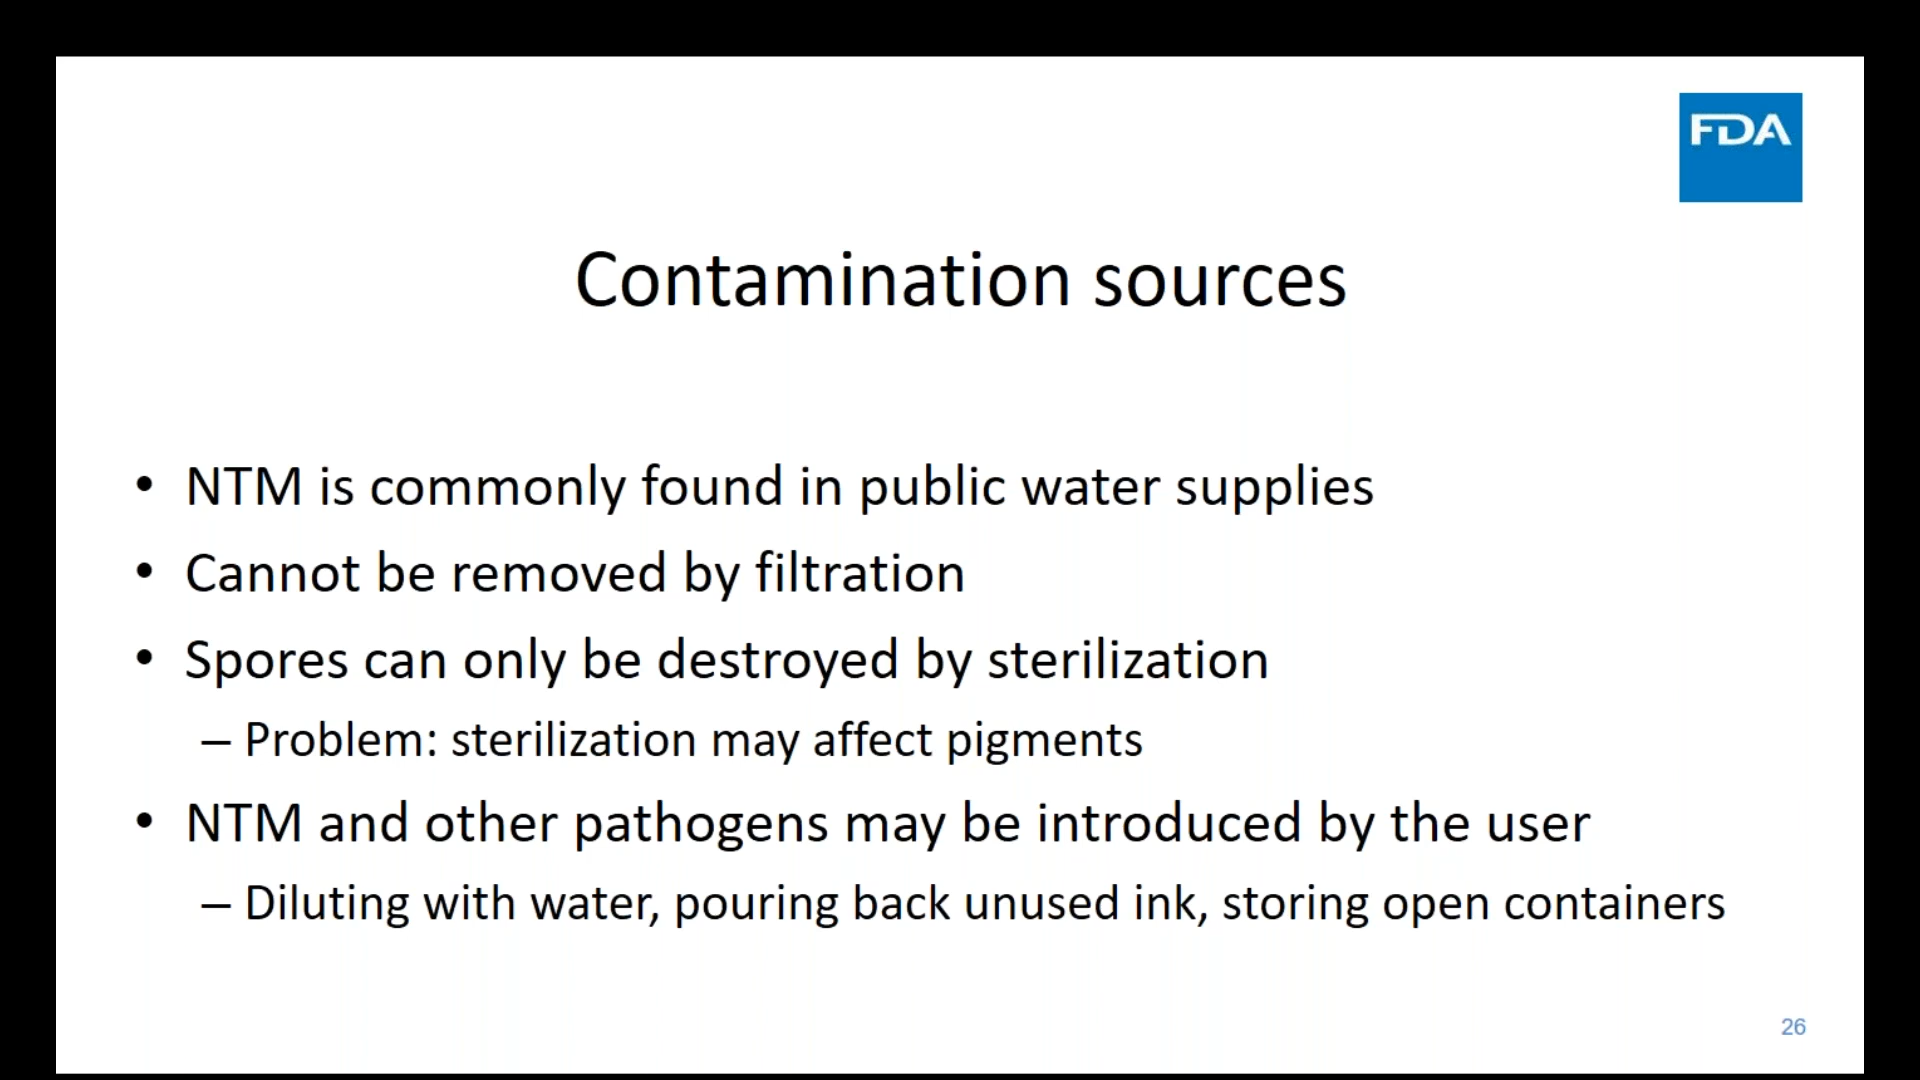 FDA
Contamination sources
• NTM is commonly found in public water supplies
• Cannot be removed by filtration
• Spores can only be destroyed by sterilization
– Problem: sterilization may affect pigments
• NTM and other pathogens may be introduced by the user
– Diluting with water, pouring back unused ink, storing open containers
26